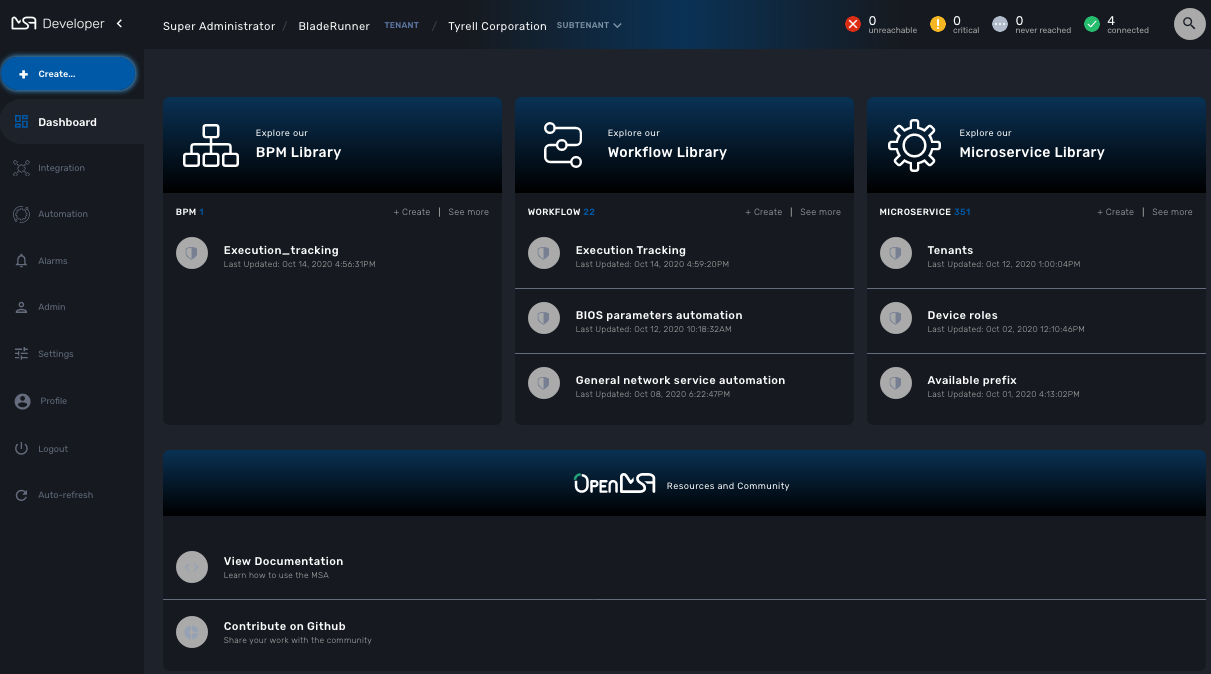 MSA Developer
Super Administrator / BladeRunner TENANT / Tyrell Corporation SUBTENANT
0 unreachable
0 critical
0 never reached
4 connected
+ Create...
Dashboard
Integration
Automation
Alarms
Admin
Settings
Profile
Logout
Auto-refresh
Explore our
BPM Library
BPM 1 + Create | See more
Execution_tracking
Last Updated: Oct 14, 2020 4:56:31PM
Explore our
Workflow Library
WORKFLOW 22 + Create | See more
Execution Tracking
Last Updated: Oct 14, 2020 4:59:20PM
BIOS parameters automation
Last Updated: Oct 12, 2020 10:18:32AM
General network service automation
Last Updated: Oct 08, 2020 6:22:47PM
Explore our
Microservice Library
MICROSERVICE 351 + Create | See more
Tenants
Last Updated: Oct 12, 2020 1:00:04PM
Device roles
Last Updated: Oct 02, 2020 12:10:46PM
Available prefix
Last Updated: Oct 01, 2020 4:13:02PM
OPENMSA Resources and Community
View Documentation
Learn how to use the MSA
Contribute on Github
Share your work with the community